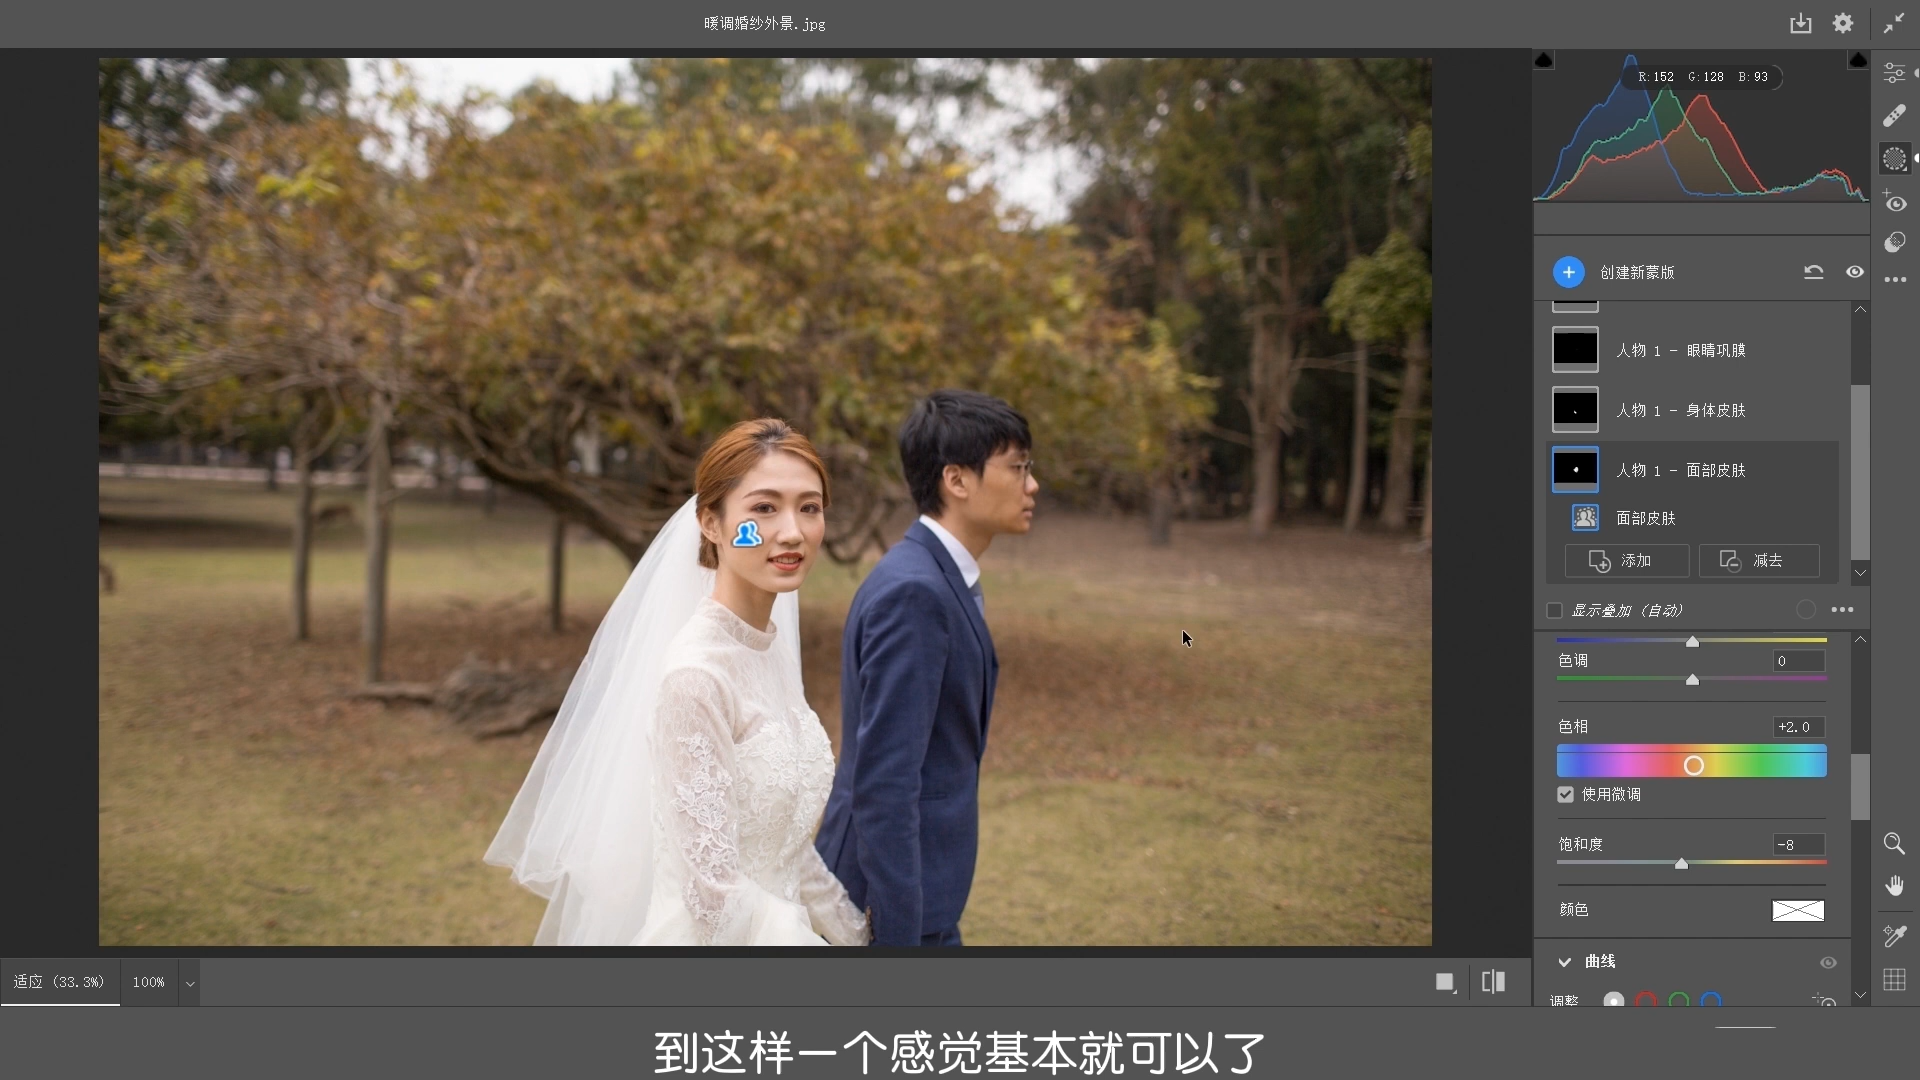 暖调婚纱外景.jpg
R:152 G:128 B:93
创建新蒙版
人物 1 - 眼睛巩膜
人物 1 - 身体皮肤
人物 1 - 面部皮肤
面部皮肤
添加 减去
显示叠加 (自动)
色调 0
色相 +2.0
使用微调
饱和度 -8
颜色
曲线
调整
适应 (33.3%) 100%
到这样一个感觉基本就可以了